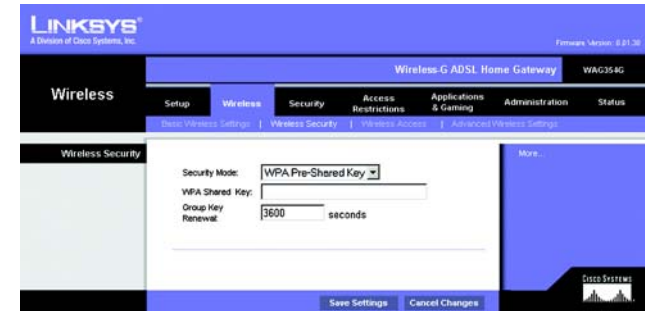 LINKSYS®
A Division of Cisco Systems, Inc.
Firmware Version: 0.01.30
Wireless-G ADSL Home Gateway WAG354G
Wireless
Setup Wireless Security Access Restrictions Applications & Gaming Administration Status
Basic Wireless Settings | Wireless Security | Wireless Access | Advanced Wireless Settings
Wireless Security
More...
Security Mode: WPA Pre-Shared Key
WPA Shared Key:
Group Key Renewal: 3600 seconds
CISCO SYSTEMS
Save Settings Cancel Changes